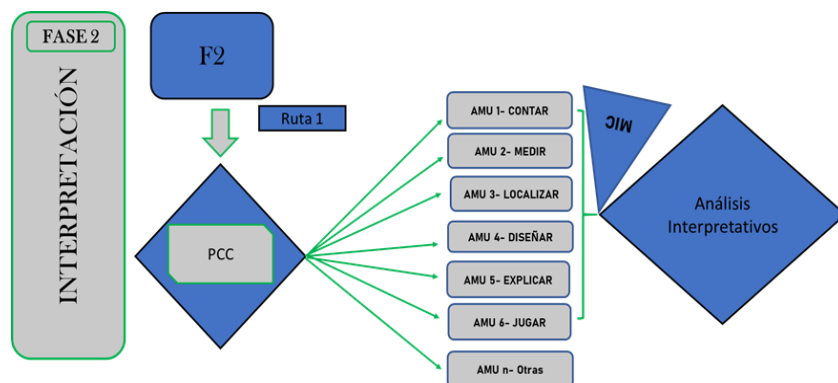 FASE 2
INTERPRETACIÓN
F2
Ruta 1
PCC
AMU 1- CONTAR
AMU 2- MEDIR
AMU 3- LOCALIZAR
AMU 4- DISEÑAR
AMU 5- EXPLICAR
AMU 6- JUGAR
AMU n- Otras
MIC
Análisis
Interpretativos